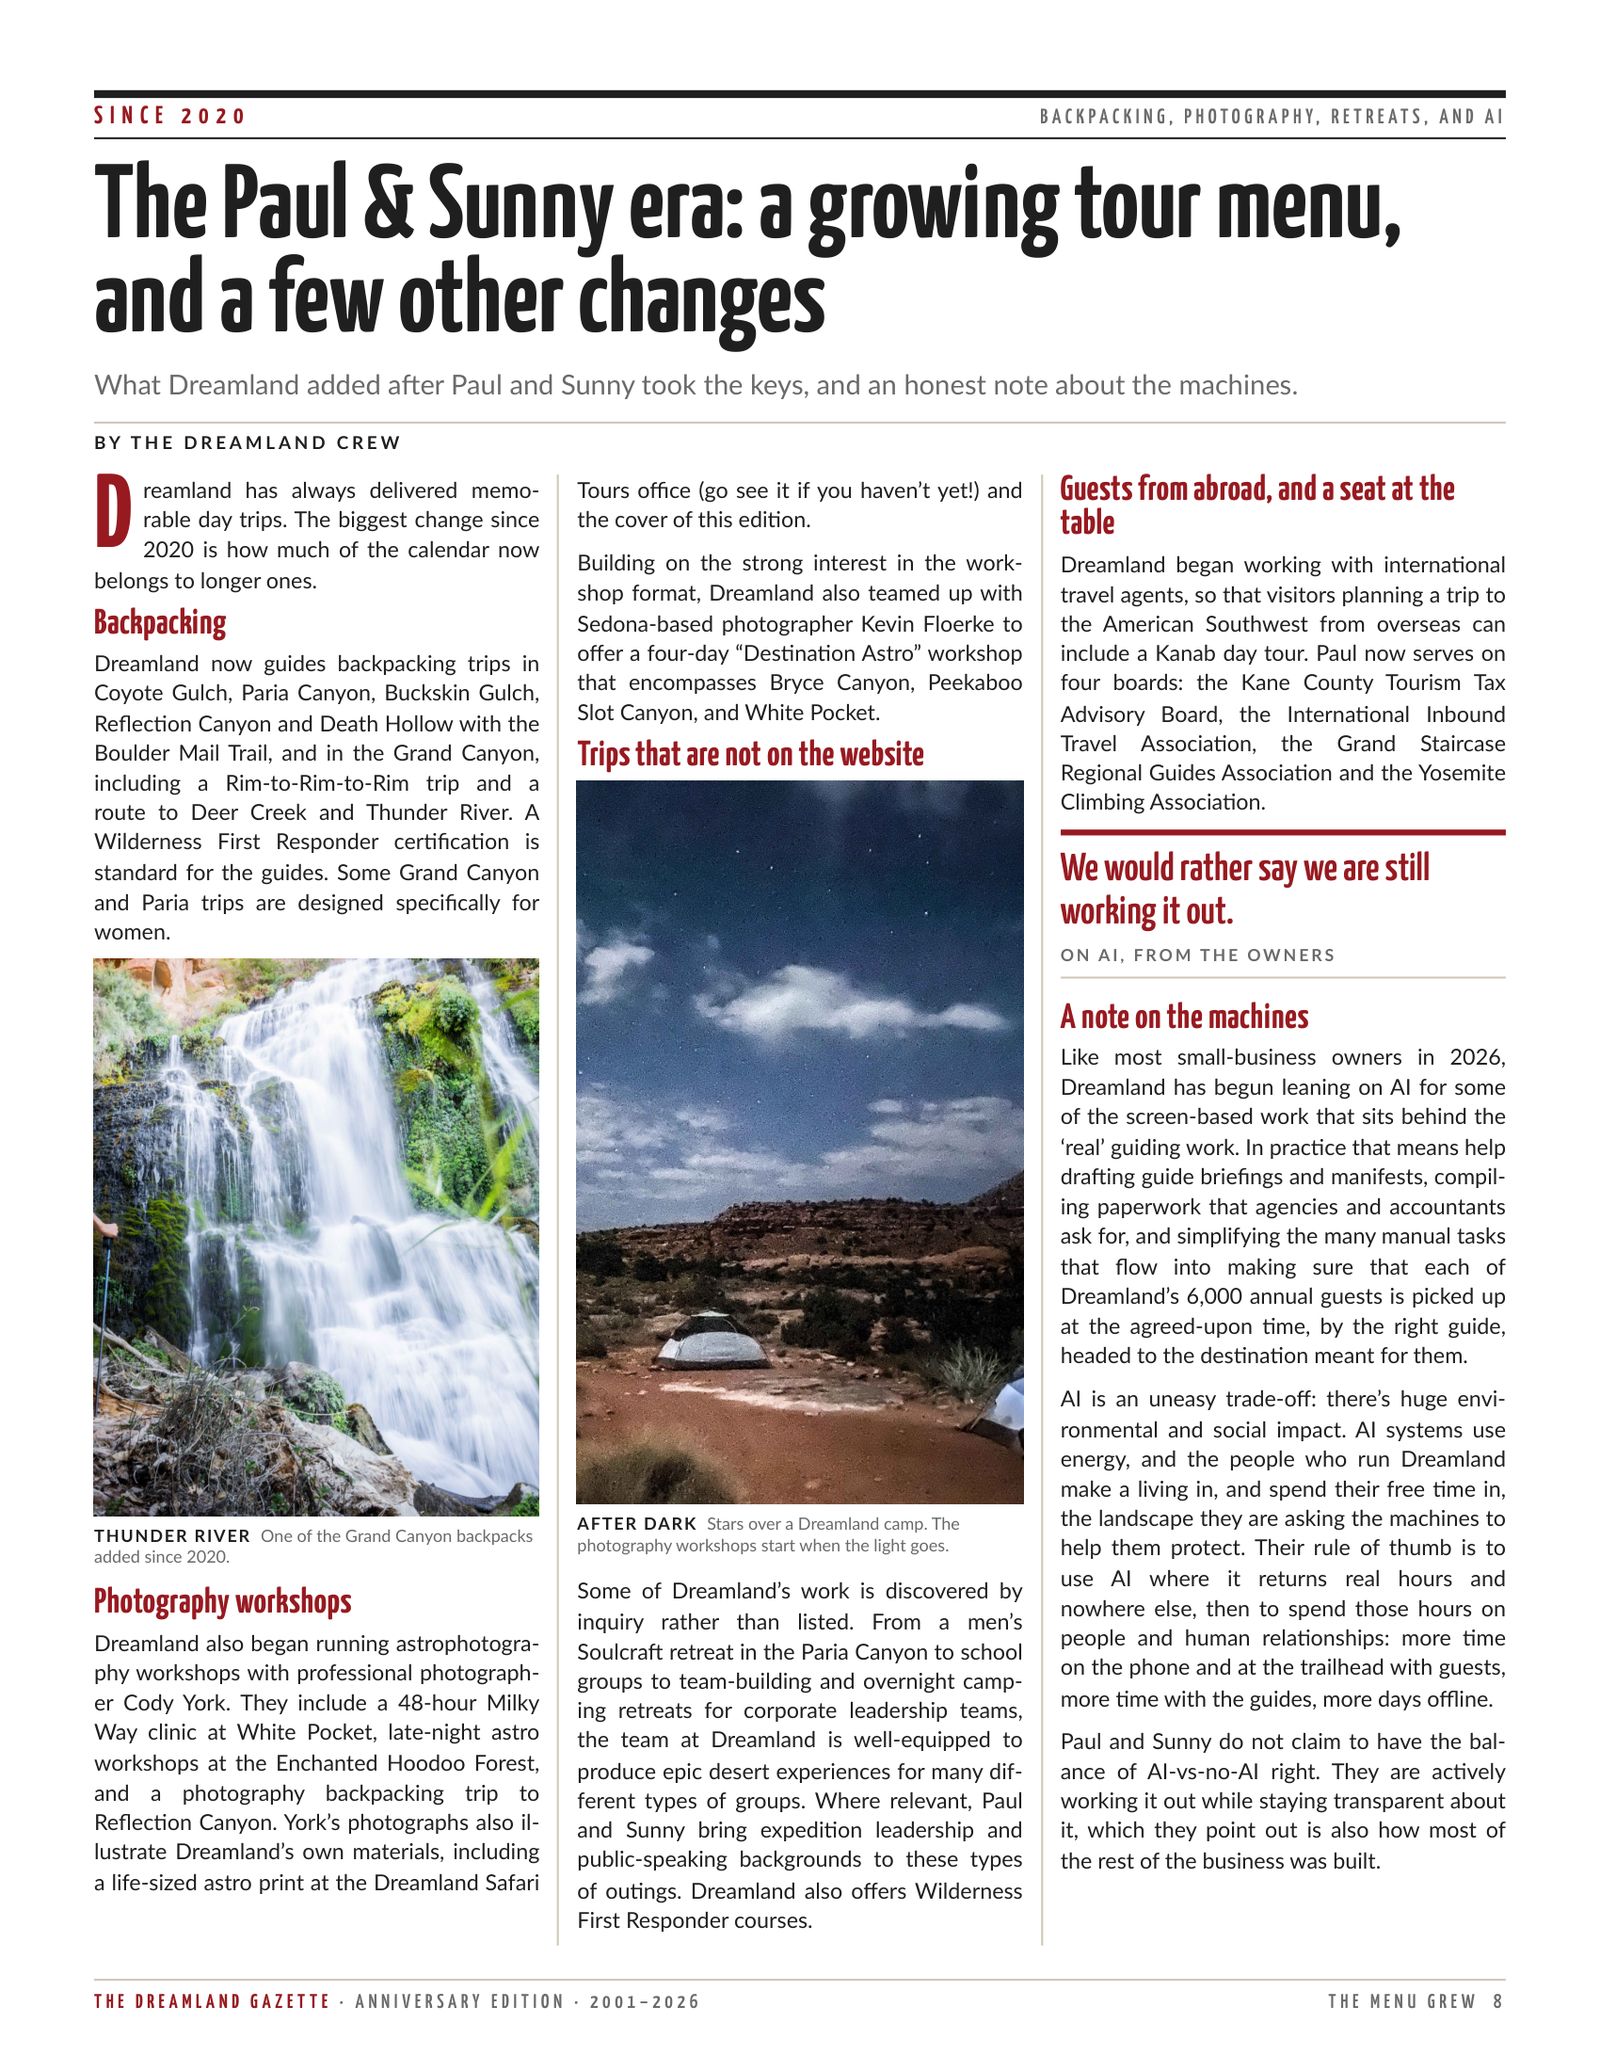 SINCE 2020
BACKPACKING, PHOTOGRAPHY, RETREATS, AND AI
The Paul & Sunny era: a growing tour menu,
and a few other changes
What Dreamland added after Paul and Sunny took the keys, and an honest note about the machines.
BY THE DREAMLAND CREW
Dreamland has always delivered memo-
rable day trips. The biggest change since
2020 is how much of the calendar now
belongs to longer ones.
Backpacking
Dreamland now guides backpacking trips in
Coyote Gulch, Paria Canyon, Buckskin Gulch,
Reflection Canyon and Death Hollow with the
Boulder Mail Trail, and in the Grand Canyon,
including a Rim-to-Rim-to-Rim trip and a
route to Deer Creek and Thunder River. A
Wilderness First Responder certification is
standard for the guides. Some Grand Canyon
and Paria trips are designed specifically for
women.
THUNDER RIVER One of the Grand Canyon backpacks
added since 2020.
Photography workshops
Dreamland also began running astrophotogra-
phy workshops with professional photograph-
er Cody York. They include a 48-hour Milky
Way clinic at White Pocket, late-night astro
workshops at the Enchanted Hoodoo Forest,
and a photography backpacking trip to
Reflection Canyon. York’s photographs also il-
lustrate Dreamland’s own materials, including
a life-sized astro print at the Dreamland Safari
Tours office (go see it if you haven’t yet!) and
the cover of this edition.
Building on the strong interest in the work-
shop format, Dreamland also teamed up with
Sedona-based photographer Kevin Floerke to
offer a four-day “Destination Astro” workshop
that encompasses Bryce Canyon, Peekaboo
Slot Canyon, and White Pocket.
Trips that are not on the website
AFTER DARK Stars over a Dreamland camp. The
photography workshops start when the light goes.
Some of Dreamland’s work is discovered by
inquiry rather than listed. From a men’s
Soulcraft retreat in the Paria Canyon to school
groups to team-building and overnight camp-
ing retreats for corporate leadership teams,
the team at Dreamland is well-equipped to
produce epic desert experiences for many dif-
ferent types of groups. Where relevant, Paul
and Sunny bring expedition leadership and
public-speaking backgrounds to these types
of outings. Dreamland also offers Wilderness
First Responder courses.
Guests from abroad, and a seat at the
table
Dreamland began working with international
travel agents, so that visitors planning a trip to
the American Southwest from overseas can
include a Kanab day tour. Paul now serves on
four boards: the Kane County Tourism Tax
Advisory Board, the International Inbound
Travel Association, the Grand Staircase
Regional Guides Association and the Yosemite
Climbing Association.
We would rather say we are still
working it out.
ON AI, FROM THE OWNERS
A note on the machines
Like most small-business owners in 2026,
Dreamland has begun leaning on AI for some
of the screen-based work that sits behind the
‘real’ guiding work. In practice that means help
drafting guide briefings and manifests, compil-
ing paperwork that agencies and accountants
ask for, and simplifying the many manual tasks
that flow into making sure that each of
Dreamland’s 6,000 annual guests is picked up
at the agreed-upon time, by the right guide,
headed to the destination meant for them.
AI is an uneasy trade-off: there’s huge envi-
ronmental and social impact. AI systems use
energy, and the people who run Dreamland
make a living in, and spend their free time in,
the landscape they are asking the machines to
help them protect. Their rule of thumb is to
use AI where it returns real hours and
nowhere else, then to spend those hours on
people and human relationships: more time
on the phone and at the trailhead with guests,
more time with the guides, more days offline.
Paul and Sunny do not claim to have the bal-
ance of AI-vs-no-AI right. They are actively
working it out while staying transparent about
it, which they point out is also how most of
the rest of the business was built.
THE DREAMLAND GAZETTE · ANNIVERSARY EDITION · 2001–2026
THE MENU GREW 8